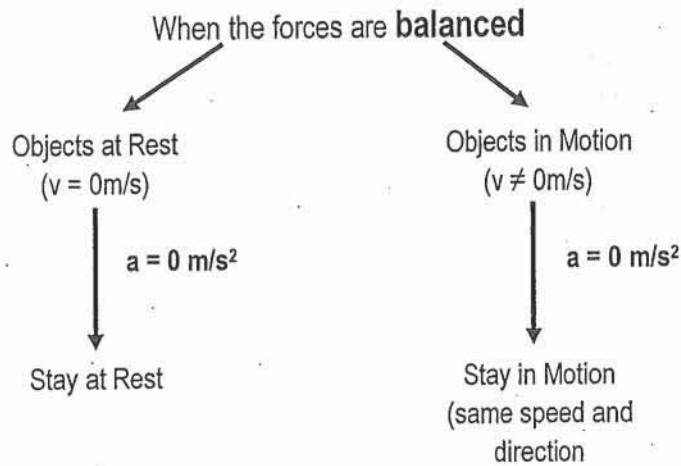 When the forces are balanced
Objects at Rest
(v = 0m/s)
Objects in Motion
(v ≠ 0m/s)
a = 0 m/s²
a = 0 m/s²
Stay at Rest
Stay in Motion
(same speed and
direction